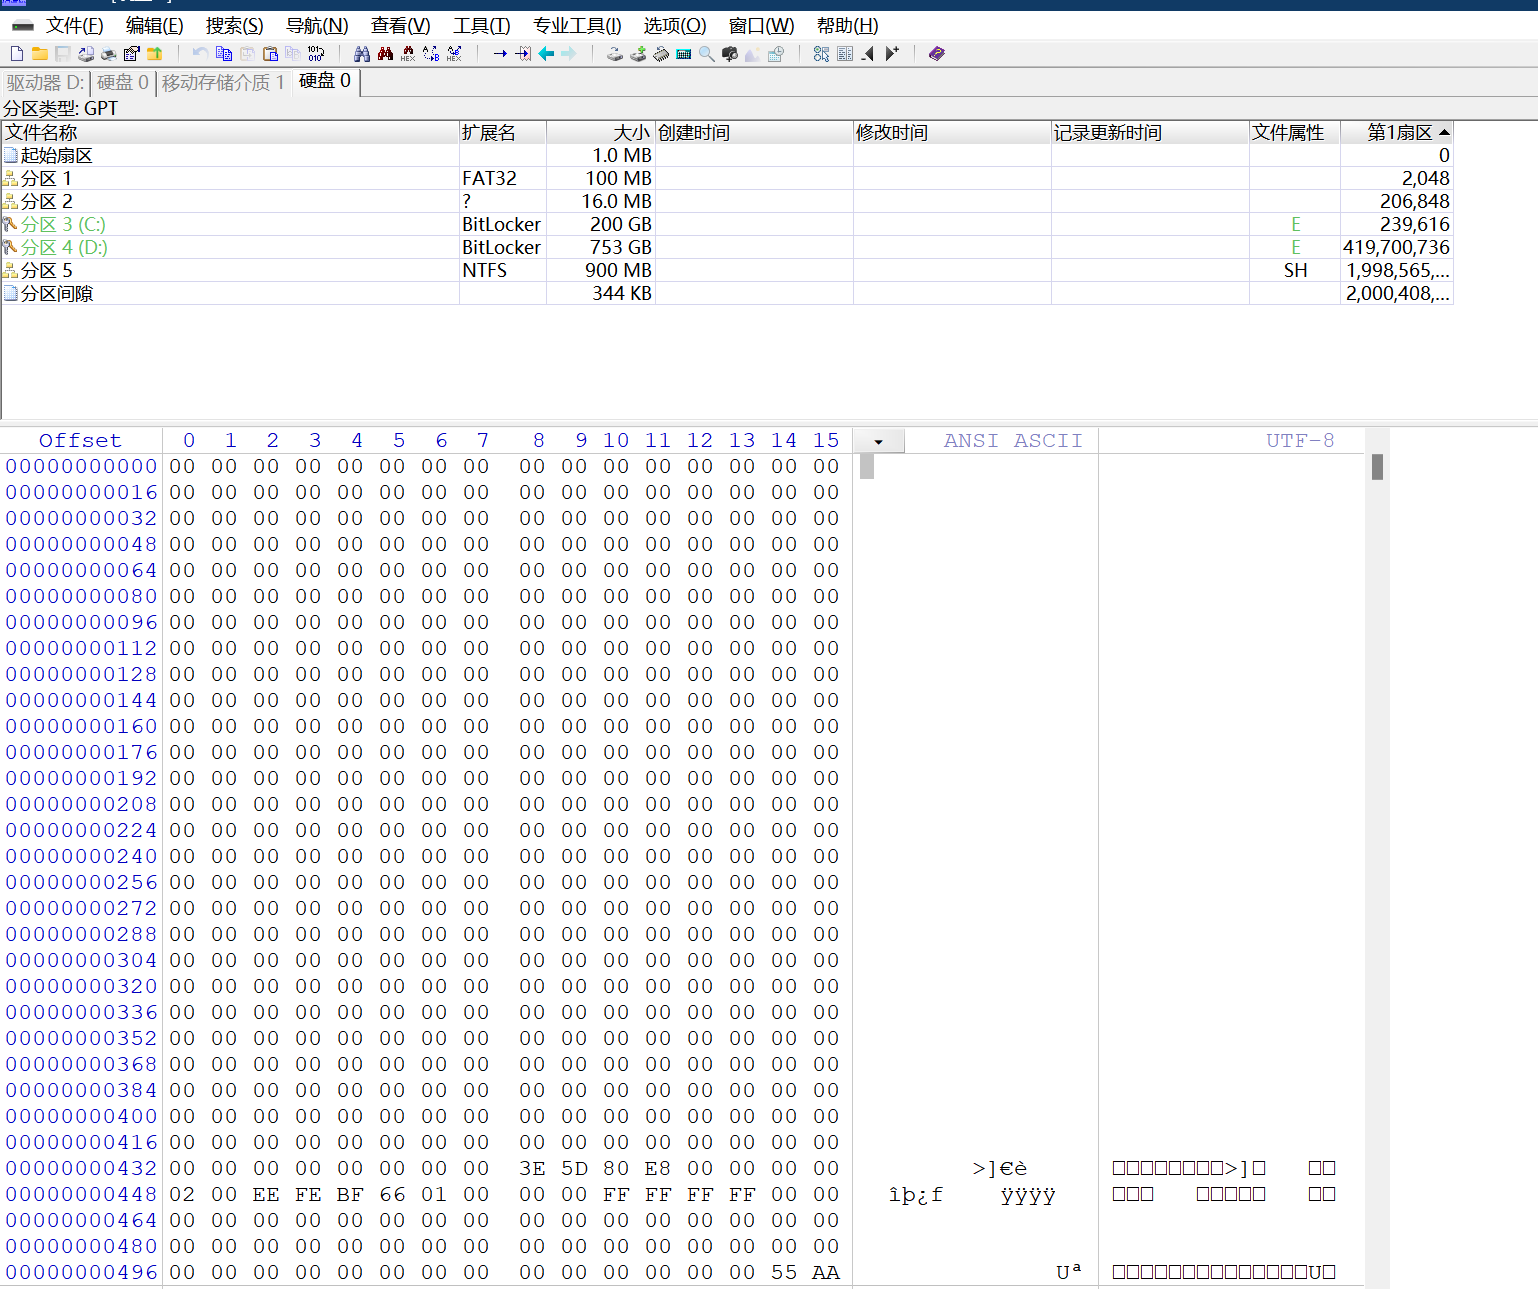 文件(F) 编辑(E) 搜索(S) 导航(N) 查看(V) 工具(T) 专业工具(I) 选项(O) 窗口(W) 帮助(H)
驱动器 D: 硬盘 0 移动存储介质 1 硬盘 0
分区类型: GPT
文件名称 扩展名 大小 创建时间 修改时间 记录更新时间 文件属性 第1扇区
起始扇区 1.0 MB 0
分区 1 FAT32 100 MB 2,048
分区 2 ? 16.0 MB 206,848
分区 3 (C:) BitLocker 200 GB E 239,616
分区 4 (D:) BitLocker 753 GB E 419,700,736
分区 5 NTFS 900 MB SH 1,998,565,...
分区间隙 344 KB 2,000,408,...
Offset 0 1 2 3 4 5 6 7 8 9 10 11 12 13 14 15 ANSI ASCII UTF-8
00000000000 00 00 00 00 00 00 00 00 00 00 00 00 00 00 00 00
00000000016 00 00 00 00 00 00 00 00 00 00 00 00 00 00 00 00
00000000032 00 00 00 00 00 00 00 00 00 00 00 00 00 00 00 00
00000000048 00 00 00 00 00 00 00 00 00 00 00 00 00 00 00 00
00000000064 00 00 00 00 00 00 00 00 00 00 00 00 00 00 00 00
00000000080 00 00 00 00 00 00 00 00 00 00 00 00 00 00 00 00
00000000096 00 00 00 00 00 00 00 00 00 00 00 00 00 00 00 00
00000000112 00 00 00 00 00 00 00 00 00 00 00 00 00 00 00 00
00000000128 00 00 00 00 00 00 00 00 00 00 00 00 00 00 00 00
00000000144 00 00 00 00 00 00 00 00 00 00 00 00 00 00 00 00
00000000160 00 00 00 00 00 00 00 00 00 00 00 00 00 00 00 00
00000000176 00 00 00 00 00 00 00 00 00 00 00 00 00 00 00 00
00000000192 00 00 00 00 00 00 00 00 00 00 00 00 00 00 00 00
00000000208 00 00 00 00 00 00 00 00 00 00 00 00 00 00 00 00
00000000224 00 00 00 00 00 00 00 00 00 00 00 00 00 00 00 00
00000000240 00 00 00 00 00 00 00 00 00 00 00 00 00 00 00 00
00000000256 00 00 00 00 00 00 00 00 00 00 00 00 00 00 00 00
00000000272 00 00 00 00 00 00 00 00 00 00 00 00 00 00 00 00
00000000288 00 00 00 00 00 00 00 00 00 00 00 00 00 00 00 00
00000000304 00 00 00 00 00 00 00 00 00 00 00 00 00 00 00 00
00000000320 00 00 00 00 00 00 00 00 00 00 00 00 00 00 00 00
00000000336 00 00 00 00 00 00 00 00 00 00 00 00 00 00 00 00
00000000352 00 00 00 00 00 00 00 00 00 00 00 00 00 00 00 00
00000000368 00 00 00 00 00 00 00 00 00 00 00 00 00 00 00 00
00000000384 00 00 00 00 00 00 00 00 00 00 00 00 00 00 00 00
00000000400 00 00 00 00 00 00 00 00 00 00 00 00 00 00 00 00
00000000416 00 00 00 00 00 00 00 00 00 00 00 00 00 00 00 00
00000000432 00 00 00 00 00 00 00 00 3E 5D 80 E8 00 00 00 00 >]€è □□□□□□□□>]□ □□
00000000448 02 00 EE FE BF 66 01 00 00 00 FF FF FF FF 00 00 îþ¿f ÿÿÿÿ □□□ □□□□□ □□
00000000464 00 00 00 00 00 00 00 00 00 00 00 00 00 00 00 00
00000000480 00 00 00 00 00 00 00 00 00 00 00 00 00 00 00 00
00000000496 00 00 00 00 00 00 00 00 00 00 00 00 00 00 55 AA Uª □□□□□□□□□□□□□□U□